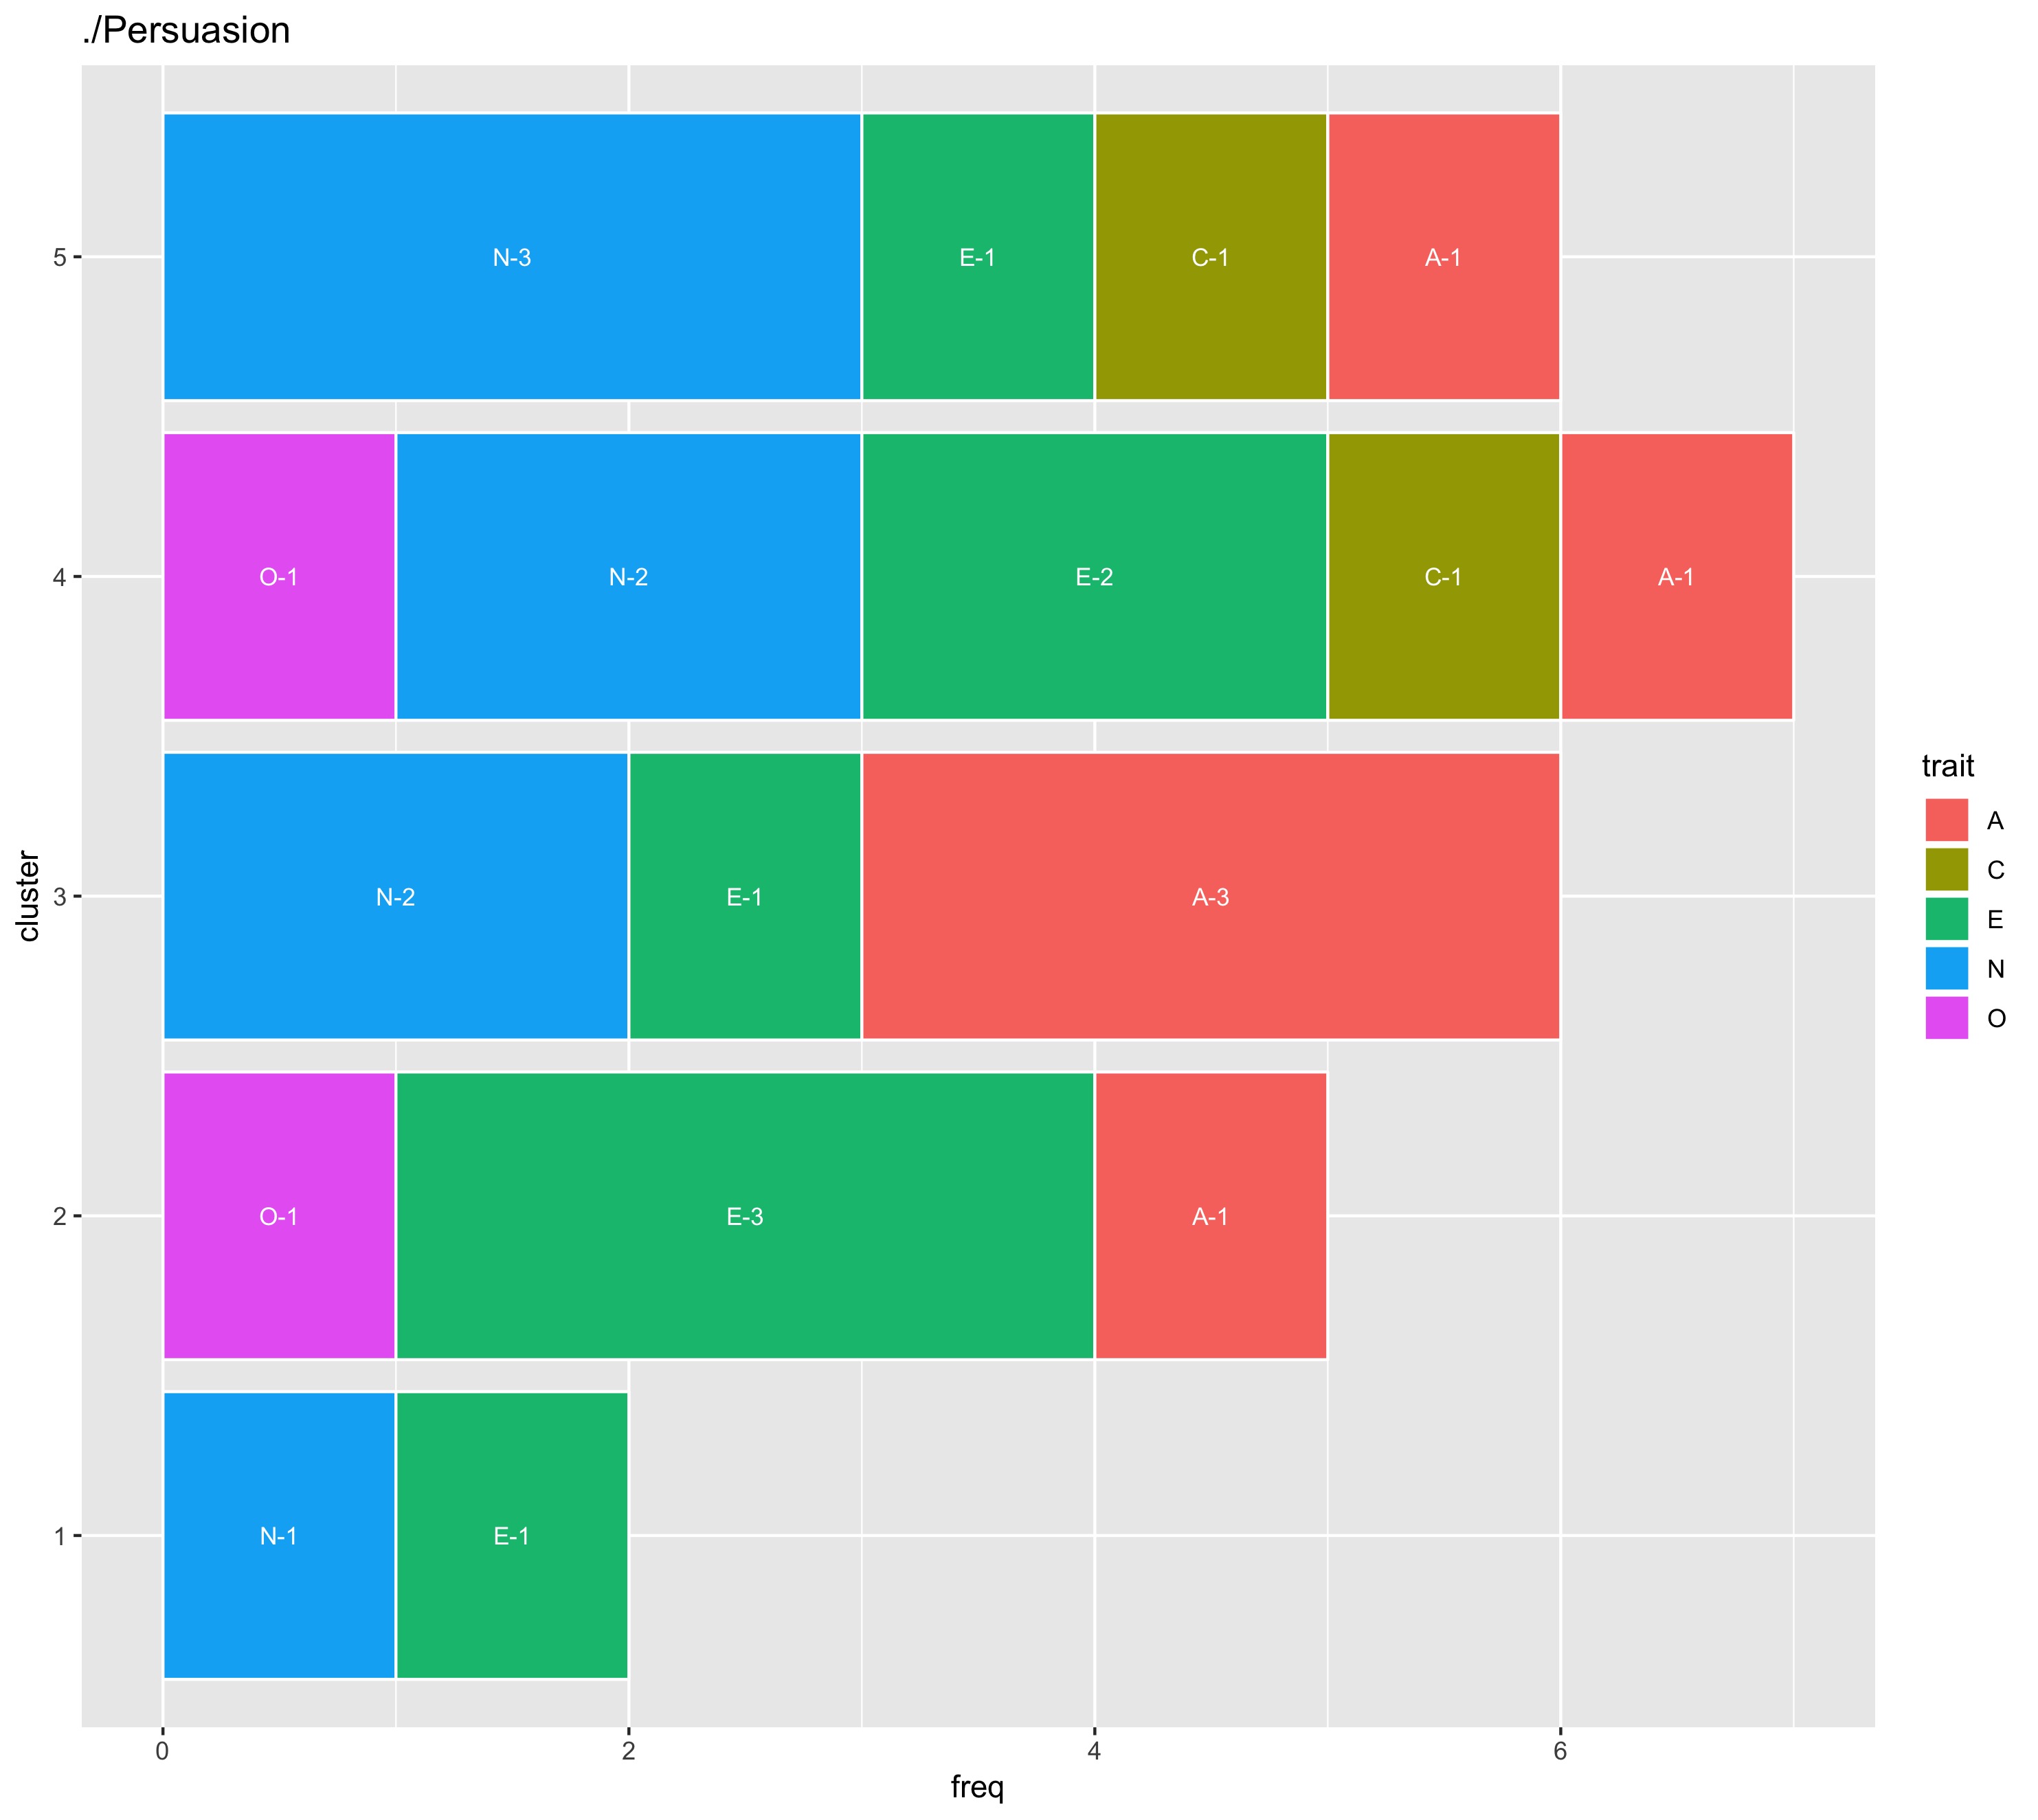 ./Persuasion
5
N-3
E-1
C-1
A-1
4
O-1
N-2
E-2
C-1
A-1
3
N-2
E-1
A-3
2
O-1
E-3
A-1
1
N-1
E-1
0 2 4 6
freq
cluster
trait
A
C
E
N
O